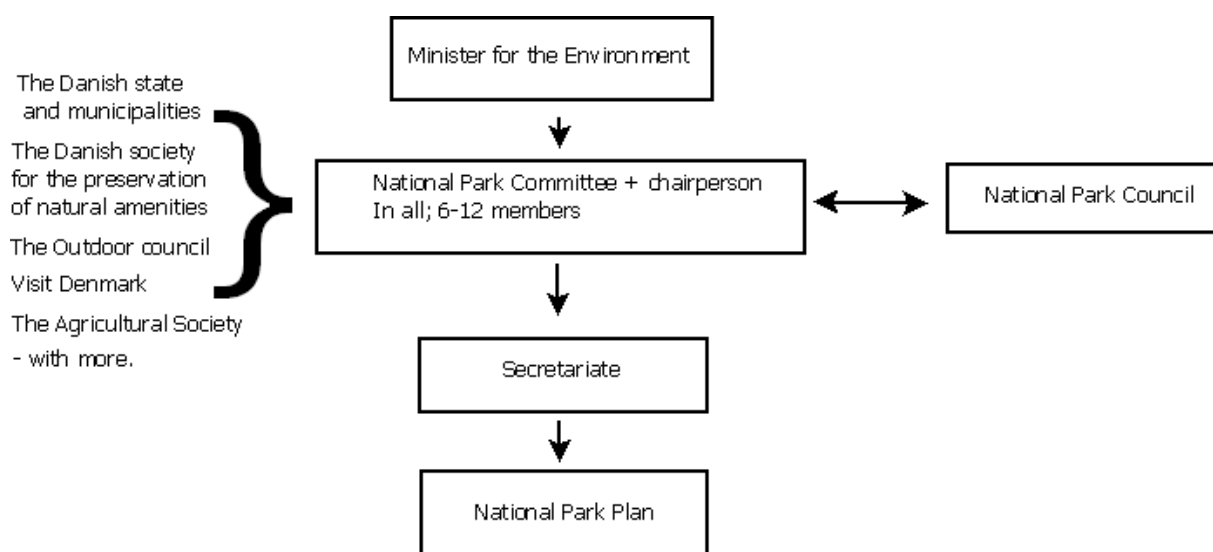 Minister for the Environment
The Danish state
and municipalities
The Danish society
for the preservation
of natural amenities
The Outdoor council
Visit Denmark
The Agricultural Society
- with more.
National Park Committee + chairperson
In all; 6-12 members
National Park Council
Secretariate
National Park Plan